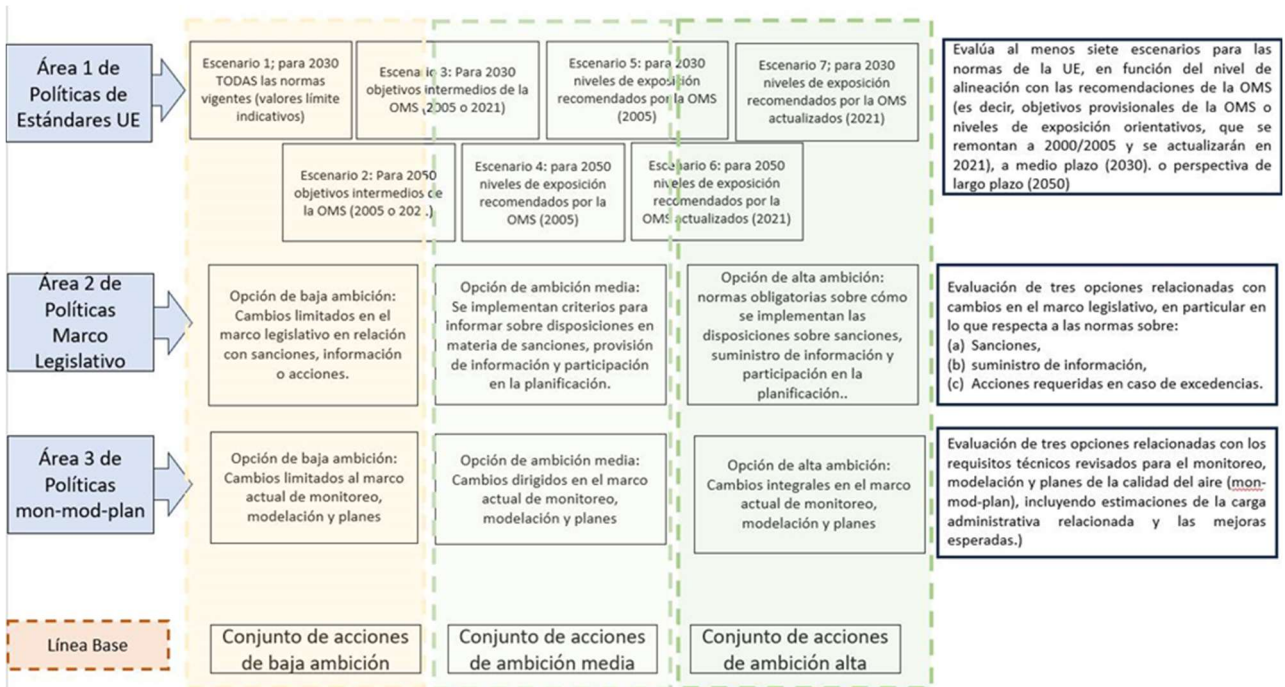 Área 1 de
Políticas de
Estándares UE
Escenario 1; para 2030
TODAS las normas
vigentes (valores límite
indicativos)
Escenario 3: Para 2030
objetivos intermedios de la
OMS (2005 o 2021)
Escenario 5: para 2030
niveles de exposición
recomendados por la OMS
(2005)
Escenario 7; para 2030
niveles de exposición
recomendados por la OMS
actualizados (2021)
Evalúa al menos siete escenarios para las
normas de la UE, en función del nivel de
alineación con las recomendaciones de la OMS
(es decir, objetivos provisionales de la OMS o
niveles de exposición orientativos, que se
remontan a 2000/2005 y se actualizarán en
2021), a medio plazo (2030). o perspectiva de
largo plazo (2050)
Escenario 2: Para 2050
objetivos intermedios de
la OMS (2005 o 202 .)
Escenario 4: para 2050
niveles de exposición
recomendados por la
OMS (2005)
Escenario 6: para 2050
niveles de exposición
recomendados por la
OMS actualizados (2021)
Área 2 de
Políticas
Marco
Legislativo
Opción de baja ambición:
Cambios limitados en el
marco legislativo en relación
con sanciones, información
o acciones.
Opción de ambición media:
Se implementan criterios para
informar sobre disposiciones en
materia de sanciones, provisión
de información y participación
en la planificación.
Opción de alta ambición:
normas obligatorias sobre cómo
se implementan las
disposiciones sobre sanciones,
suministro de información y
participación en la
planificación..
Evaluación de tres opciones relacionadas con
cambios en el marco legislativo, en particular en
lo que respecta a las normas sobre:
(a) Sanciones,
(b) suministro de información,
(c) Acciones requeridas en caso de excedencias.
Área 3 de
Políticas
mon-mod-plan
Opción de baja ambición:
Cambios limitados al marco
actual de monitoreo,
modelación y planes
Opción de ambición media:
Cambios dirigidos en el marco
actual de monitoreo,
modelación y planes
Opción de alta ambición:
Cambios integrales en el marco
actual de monitoreo,
modelación y planes
Evaluación de tres opciones relacionadas con los
requisitos técnicos revisados para el monitoreo,
modelación y planes de la calidad del aire (mon-
mod-plan), incluyendo estimaciones de la carga
administrativa relacionada y las mejoras
esperadas.)
Línea Base
Conjunto de acciones
de baja ambición
Conjunto de acciones
de ambición media
Conjunto de acciones
de ambición alta